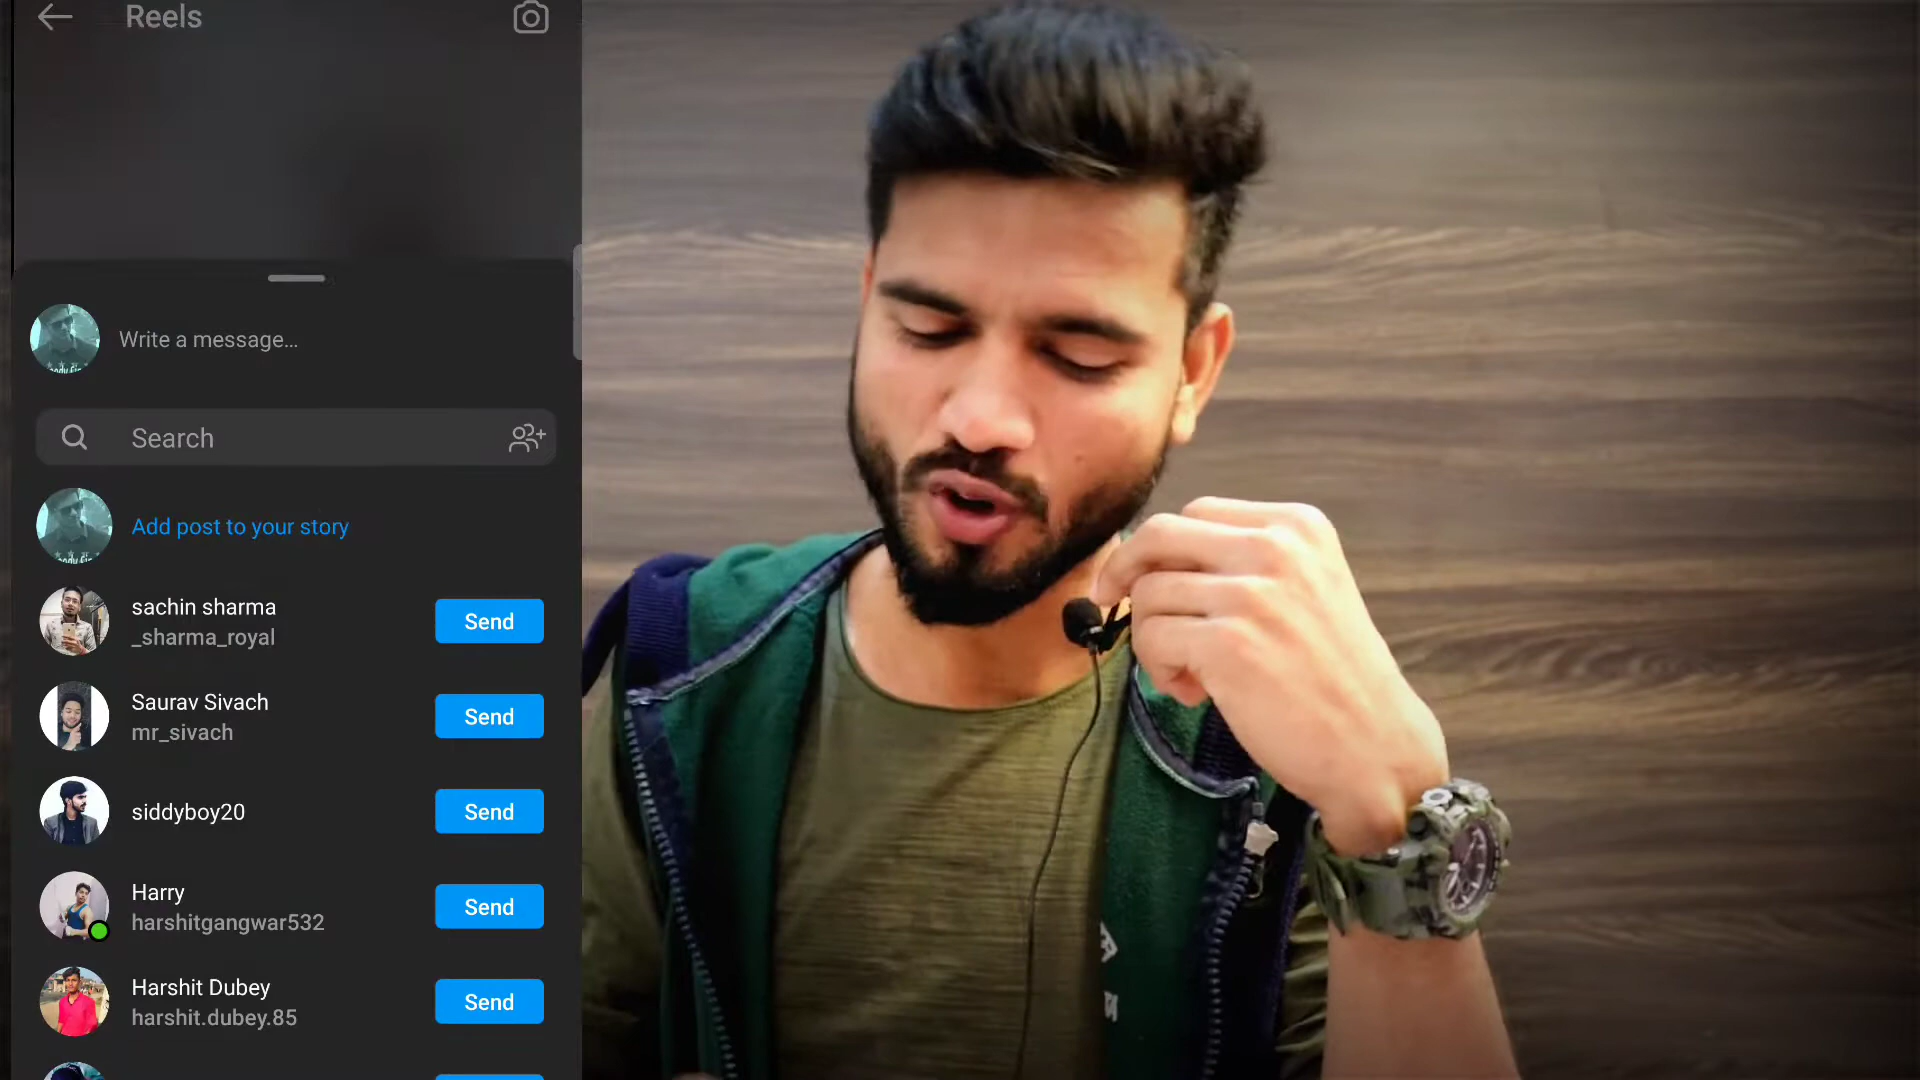 Reels
Write a message...
Search
Add post to your story
sachin sharma
_sharma_royal
Send
Saurav Sivach
mr_sivach
Send
siddyboy20
Send
Harry
harshitgangwar532
Send
Harshit Dubey
harshit.dubey.85
Send